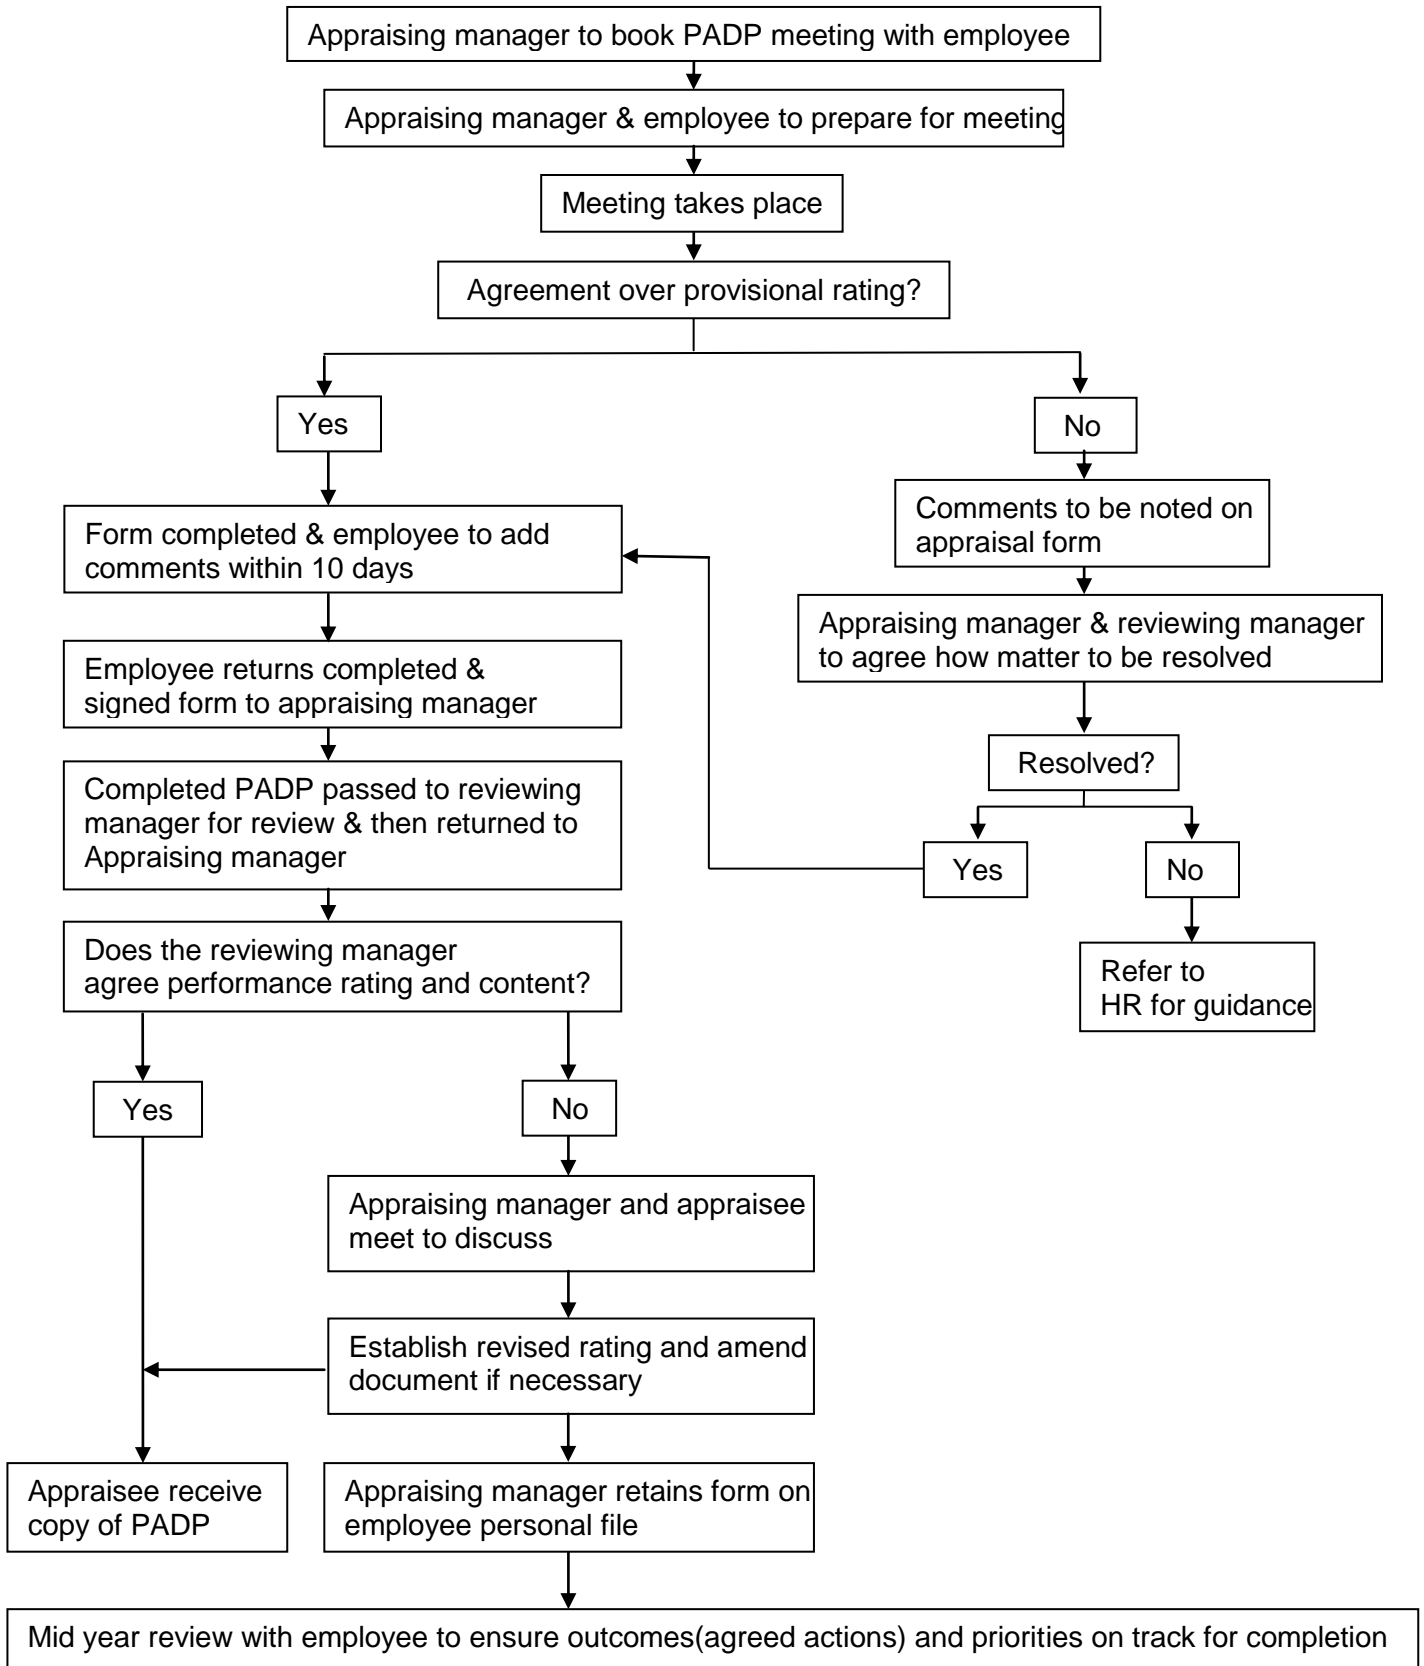 Appraising manager to book PADP meeting with employee
Appraising manager & employee to prepare for meeting
Meeting takes place
Agreement over provisional rating?
Yes
No
Form completed & employee to add
comments within 10 days
Comments to be noted on
appraisal form
Appraising manager & reviewing manager
to agree how matter to be resolved
Employee returns completed &
signed form to appraising manager
Resolved?
Completed PADP passed to reviewing
manager for review & then returned to
Appraising manager
Yes
No
Does the reviewing manager
agree performance rating and content?
Refer to
HR for guidance
Yes
No
Appraising manager and appraisee
meet to discuss
Establish revised rating and amend
document if necessary
Appraisee receive
copy of PADP
Appraising manager retains form on
employee personal file
Mid year review with employee to ensure outcomes(agreed actions) and priorities on track for completion